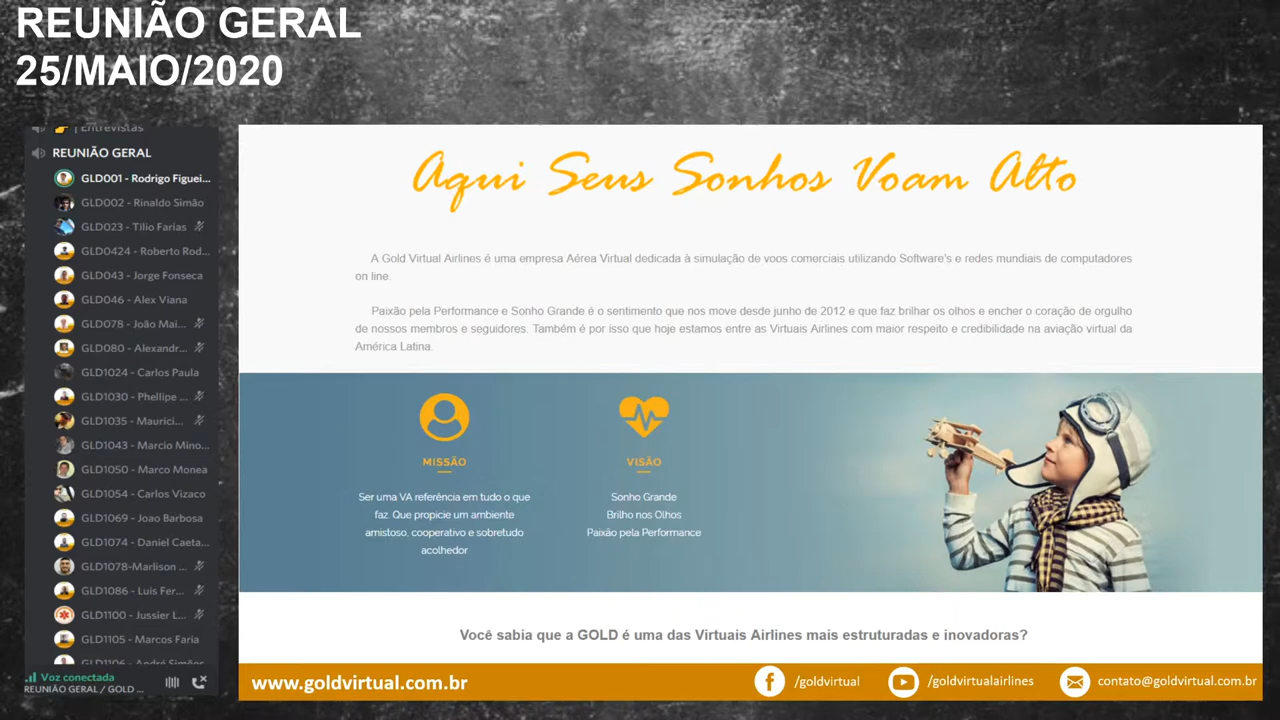 REUNIÃO GERAL
25/MAIO/2020
| Entrevistas
REUNIÃO GERAL
GLD001 - Rodrigo Figuei...
GLD002 - Rinaldo Simão
GLD023 - Tilio Farias
GLD0424 - Roberto Rod...
GLD043 - Jorge Fonseca
GLD046 - Alex Viana
GLD078 - João Mai...
GLD080 - Alexandr...
GLD1024 - Carlos Paula
GLD1030 - Phellipe ...
GLD1035 - Maurici...
GLD1043 - Marcio Mino...
GLD1050 - Marco Monea
GLD1054 - Carlos Vizaco
GLD1069 - Joao Barbosa
GLD1074 - Daniel Caeta...
GLD1078-Marlison ...
GLD1086 - Luis Fer...
GLD1100 - Jussier L...
GLD1105 - Marcos Faria
GLD1106 - André Simões
Voz conectada
REUNIÃO GERAL / GOLD ...
Aqui Seus Sonhos Voam Alto
A Gold Virtual Airlines é uma empresa Aérea Virtual dedicada à simulação de voos comerciais utilizando Software's e redes mundiais de computadores
on line.
Paixão pela Performance e Sonho Grande é o sentimento que nos move desde junho de 2012 e que faz brilhar os olhos e encher o coração de orgulho
de nossos membros e seguidores. Também é por isso que hoje estamos entre as Virtuais Airlines com maior respeito e credibilidade na aviação virtual da
América Latina.
MISSÃO
Ser uma VA referência em tudo o que
faz. Que propicie um ambiente
amistoso, cooperativo e sobretudo
acolhedor
VISÃO
Sonho Grande
Brilho nos Olhos
Paixão pela Performance
Você sabia que a GOLD é uma das Virtuais Airlines mais estruturadas e inovadoras?
www.goldvirtual.com.br
/goldvirtual
/goldvirtualairlines
contato@goldvirtual.com.br